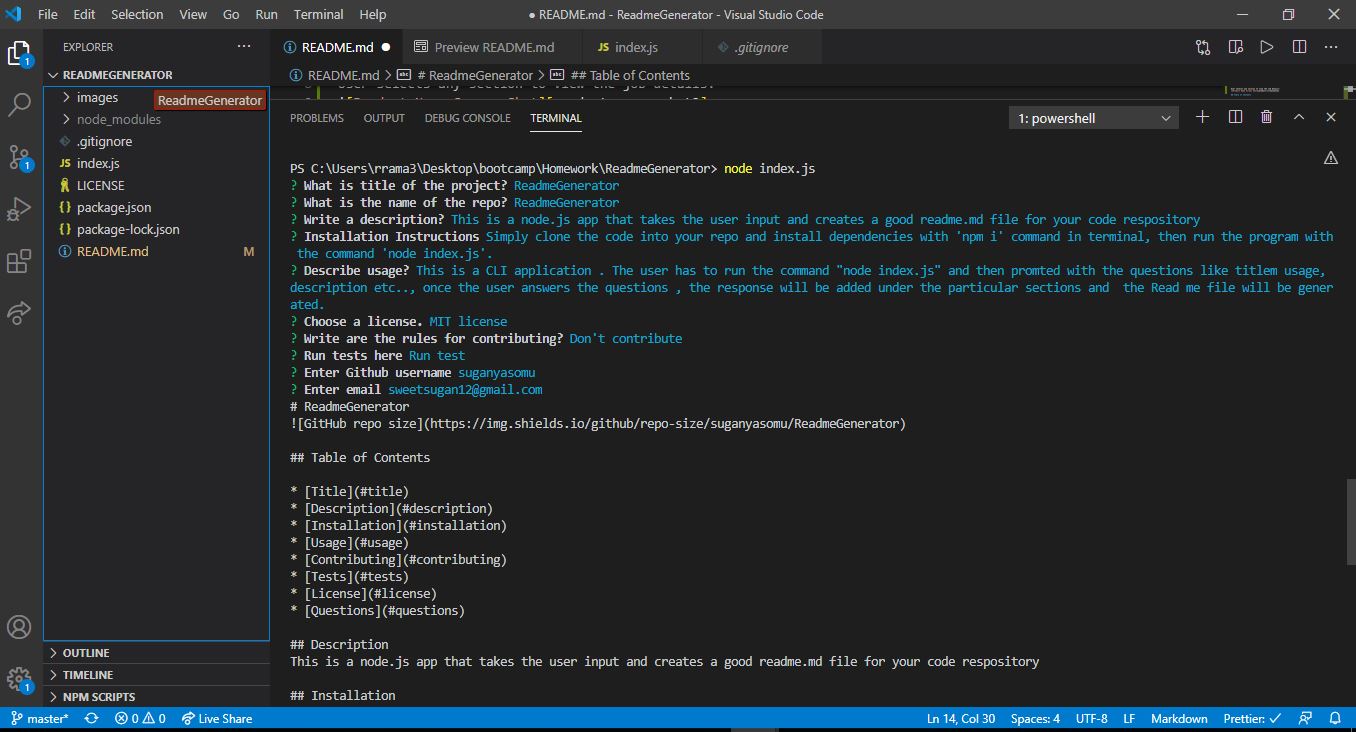 File Edit Selection View Go Run Terminal Help ● README.md - ReadmeGenerator - Visual Studio Code
EXPLORER ...
READMEGENERATOR
images
ReadmeGenerator
node_modules
.gitignore
JS index.js
LICENSE
{} package.json
{} package-lock.json
README.md M
OUTLINE
TIMELINE
NPM SCRIPTS
1
1
1
README.md ● Preview README.md JS index.js .gitignore
README.md > # ReadmeGenerator > ## Table of Contents
User selects any section to view the job details.
PROBLEMS OUTPUT DEBUG CONSOLE TERMINAL 1: powershell
PS C:\Users\rrama3\Desktop\bootcamp\Homework\ReadmeGenerator> node index.js
? What is title of the project? ReadmeGenerator
? What is the name of the repo? ReadmeGenerator
? Write a description? This is a node.js app that takes the user input and creates a good readme.md file for your code respository
? Installation Instructions Simply clone the code into your repo and install dependencies with 'npm i' command in terminal, then run the program with
the command 'node index.js'.
? Describe usage? This is a CLI application . The user has to run the command "node index.js" and then promted with the questions like titlem usage,
description etc.., once the user answers the questions , the response will be added under the particular sections and  the Read me file will be gener
ated.
? Choose a license. MIT license
? Write are the rules for contributing? Don't contribute
? Run tests here Run test
? Enter Github username suganyasomu
? Enter email sweetsugan12@gmail.com
# ReadmeGenerator
![GitHub repo size](https://img.shields.io/github/repo-size/suganyasomu/ReadmeGenerator)
## Table of Contents
* [Title](#title)
* [Description](#description)
* [Installation](#installation)
* [Usage](#usage)
* [Contributing](#contributing)
* [Tests](#tests)
* [License](#license)
* [Questions](#questions)
## Description
This is a node.js app that takes the user input and creates a good readme.md file for your code respository
## Installation
master* 0 0 Live Share Ln 14, Col 30 Spaces: 4 UTF-8 LF Markdown Prettier: ✓